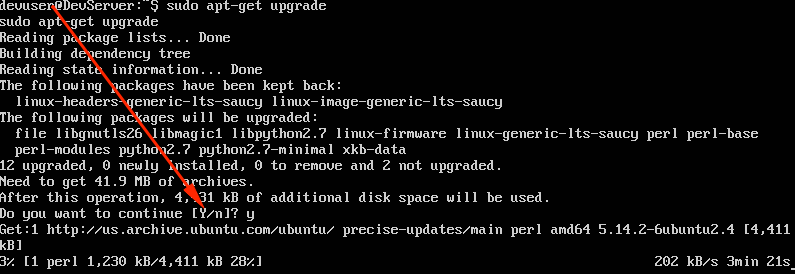 devuser@DevServer:~$ sudo apt-get upgrade
sudo apt-get upgrade
Reading package lists... Done
Building dependency tree
Reading state information... Done
The following packages have been kept back:
linux-headers-generic-lts-saucy linux-image-generic-lts-saucy
The following packages will be upgraded:
file libgnutls26 libmagic1 libpython2.7 linux-firmware linux-generic-lts-saucy perl perl-base
perl-modules python2.7 python2.7-minimal xkb-data
12 upgraded, 0 newly installed, 0 to remove and 2 not upgraded.
Need to get 41.9 MB of archives.
After this operation, kB of additional disk space will be used.
Do you want to continue [Y/n]? y
Get:1 http://us.archive.ubuntu.com/ubuntu/ precise-updates/main perl amd64 5.14.2-6ubuntu2.4 [4,411
kB]
3% [1 perl 1,230 kB/4,411 kB 28%] 202 kB/s 3min 21s